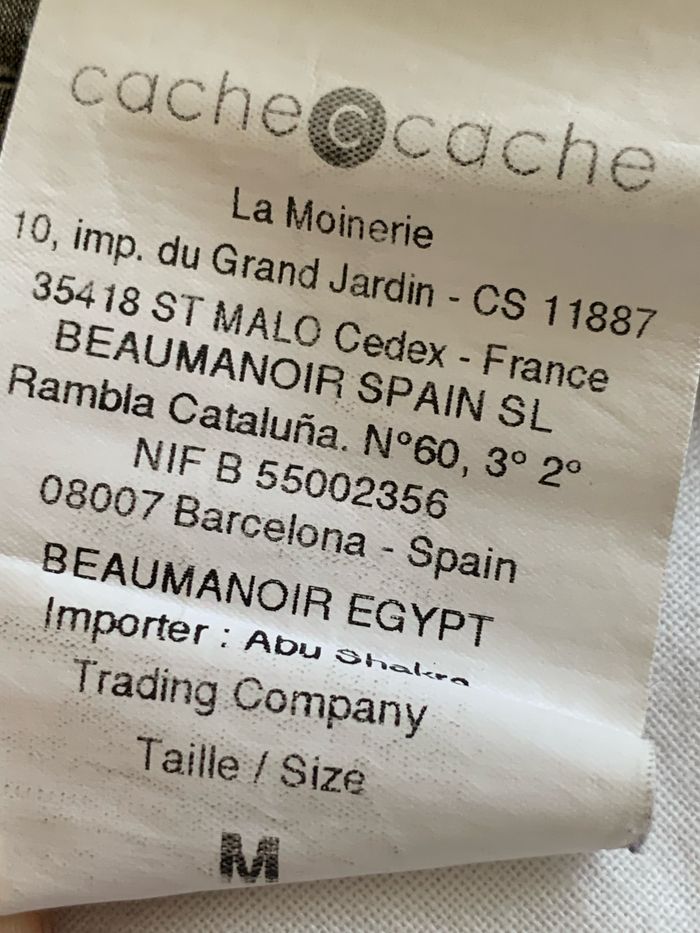 cache c cache
La Moinerie
10, imp. du Grand Jardin - CS 11887
35418 ST MALO Cedex - France
BEAUMANOIR SPAIN SL
Rambla Cataluña. N°60, 3° 2°
NIF B 55002356
08007 Barcelona - Spain
BEAUMANOIR EGYPT
Importer : Abu Shakra
Trading Company
Taille / Size
M